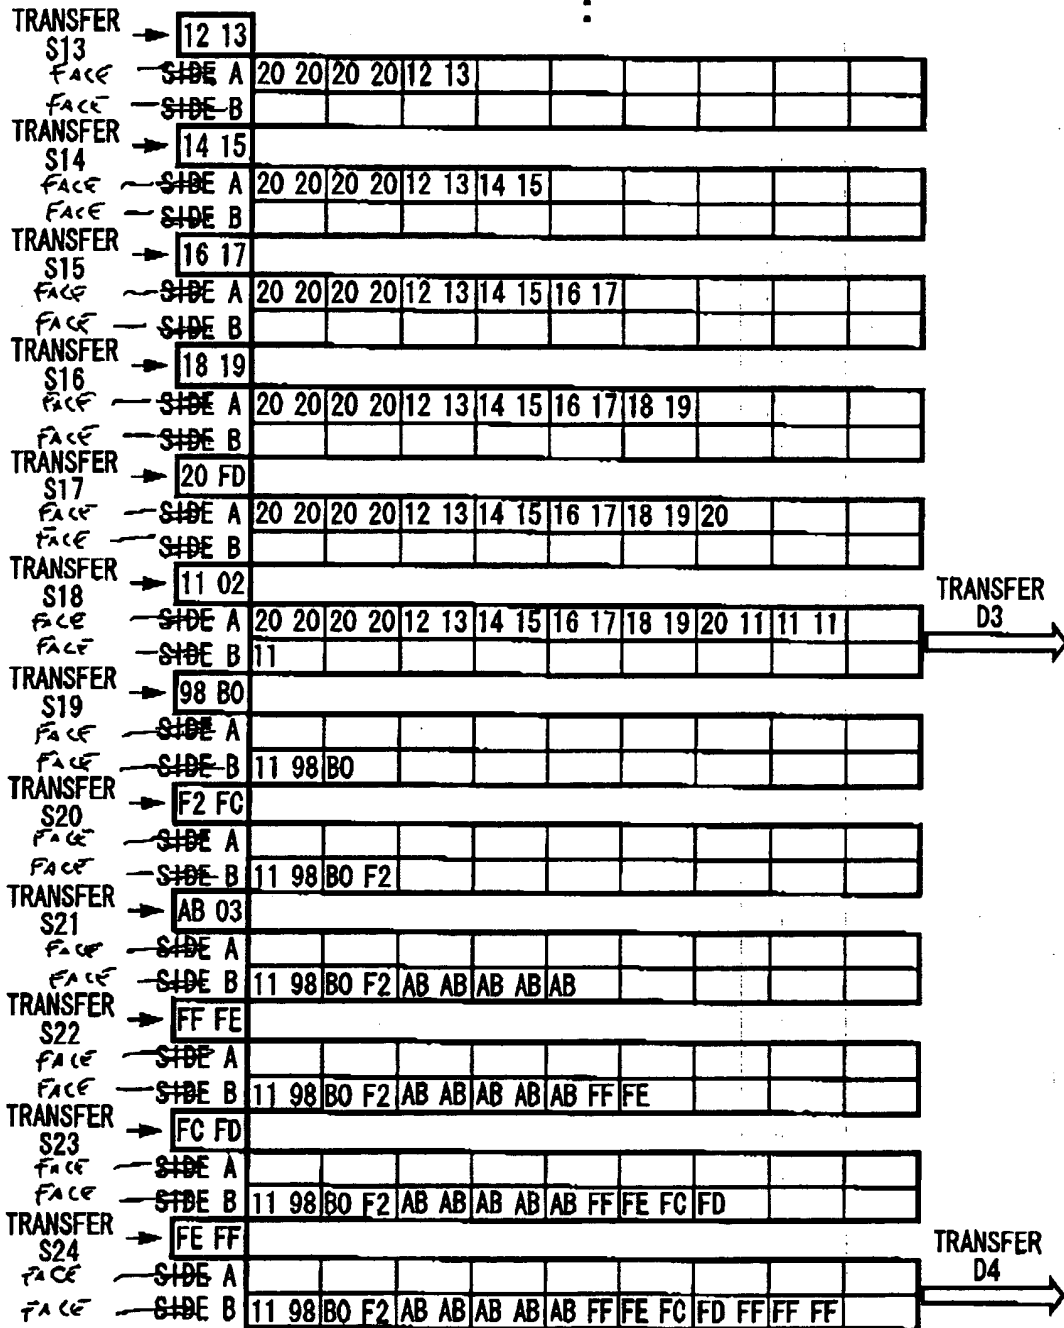 TRANSFER S13 12 13
FACE SIDE A 20 20 20 20 12 13
FACE SIDE B
TRANSFER S14 14 15
FACE SIDE A 20 20 20 20 12 13 14 15
FACE SIDE B
TRANSFER S15 16 17
FACE SIDE A 20 20 20 20 12 13 14 15 16 17
FACE SIDE B
TRANSFER S16 18 19
FACE SIDE A 20 20 20 20 12 13 14 15 16 17 18 19
FACE SIDE B
TRANSFER S17 20 FD
FACE SIDE A 20 20 20 20 12 13 14 15 16 17 18 19 20
FACE SIDE B
TRANSFER S18 11 02
FACE SIDE A 20 20 20 20 12 13 14 15 16 17 18 19 20 11 11 11
FACE SIDE B 11
TRANSFER D3
TRANSFER S19 98 B0
FACE SIDE A
FACE SIDE B 11 98 B0
TRANSFER S20 F2 FC
FACE SIDE A
FACE SIDE B 11 98 B0 F2
TRANSFER S21 AB 03
FACE SIDE A
FACE SIDE B 11 98 B0 F2 AB AB AB AB AB
TRANSFER S22 FF FE
FACE SIDE A
FACE SIDE B 11 98 B0 F2 AB AB AB AB AB FF FE
TRANSFER S23 FC FD
FACE SIDE A
FACE SIDE B 11 98 B0 F2 AB AB AB AB AB FF FE FC FD
TRANSFER S24 FE FF
FACE SIDE A
FACE SIDE B 11 98 B0 F2 AB AB AB AB AB FF FE FC FD FF FF FF
TRANSFER D4